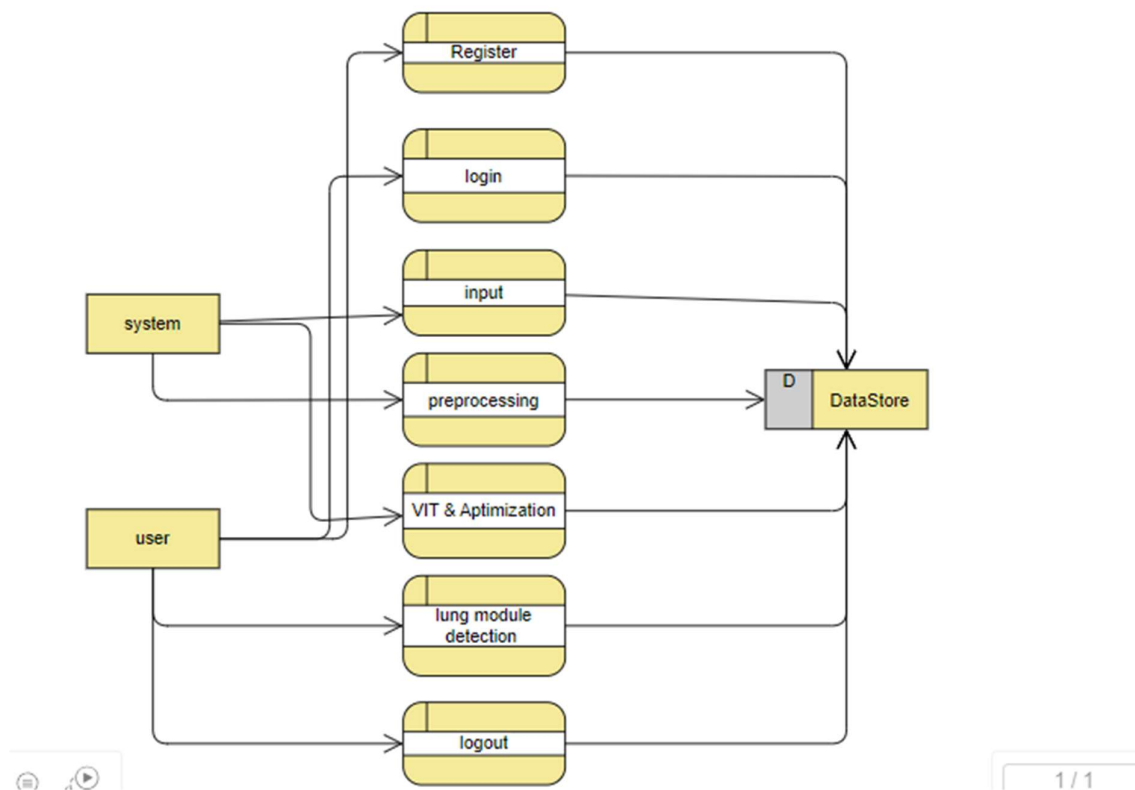 Register
login
input
system
preprocessing
D
DataStore
VIT & Aptimization
user
lung module
detection
logout
1 / 1